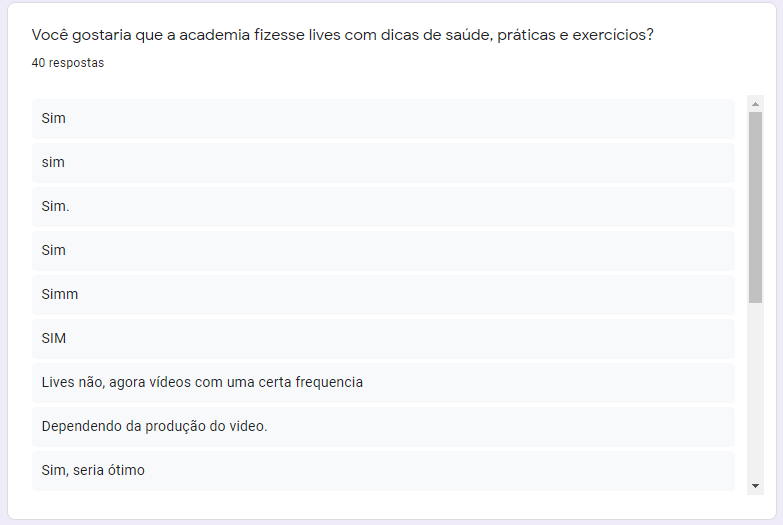 Você gostaria que a academia fizesse lives com dicas de saúde, práticas e exercícios?
40 respostas
Sim
sim
Sim.
Sim
Simm
SIM
Lives não, agora vídeos com uma certa frequencia
Dependendo da produção do video.
Sim, seria ótimo